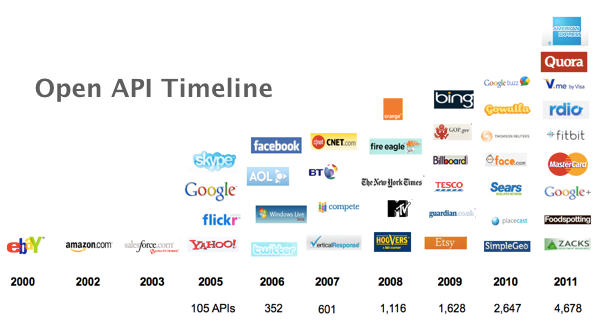 Open API Timeline
AMERICAN EXPRESS
Quora
Google buzz
V.me by Visa
orange
bing
Gowalla
rdio
skype
facebook
cnet CNET.com
fire eagle
GOP.gov
THOMSON REUTERS
fitbit
Google
AOL
BT
The New York Times
Billboard
face.com
MasterCard
flickr
Windows Live
compete
MTV
TESCO
Sears
Google+
guardian.co.uk
placecast
Foodspotting
ebaY
amazon.com
salesforce.com
YAHOO!
twitter
VerticalResponse
HOOVERS
Etsy
SimpleGeo
ZACKS
2000 2002 2003 2005 2006 2007 2008 2009 2010 2011
105 APIs 352 601 1,116 1,628 2,647 4,678